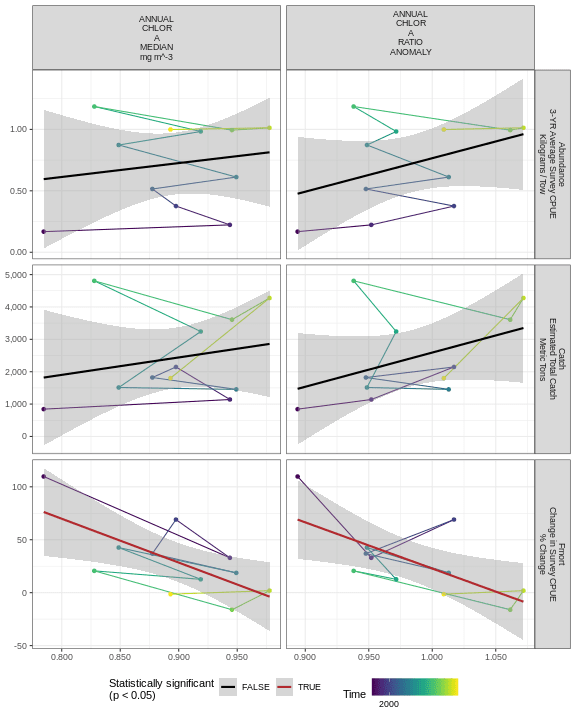 ANNUAL
CHLOR
A
MEDIAN
mg m^-3
ANNUAL
CHLOR
A
RATIO
ANOMALY
1.00
0.50
0.00
Abundance
3-YR Average Survey CPUE
Kilograms / Tow
5,000
4,000
3,000
2,000
1,000
0
Catch
Estimated Total Catch
Metric Tons
100
50
0
-50
Fmort
Change in Survey CPUE
% Change
0.800
0.850
0.900
0.950
0.900
0.950
1.000
1.050
Statistically significant
(p < 0.05)
FALSE
TRUE
Time
2000